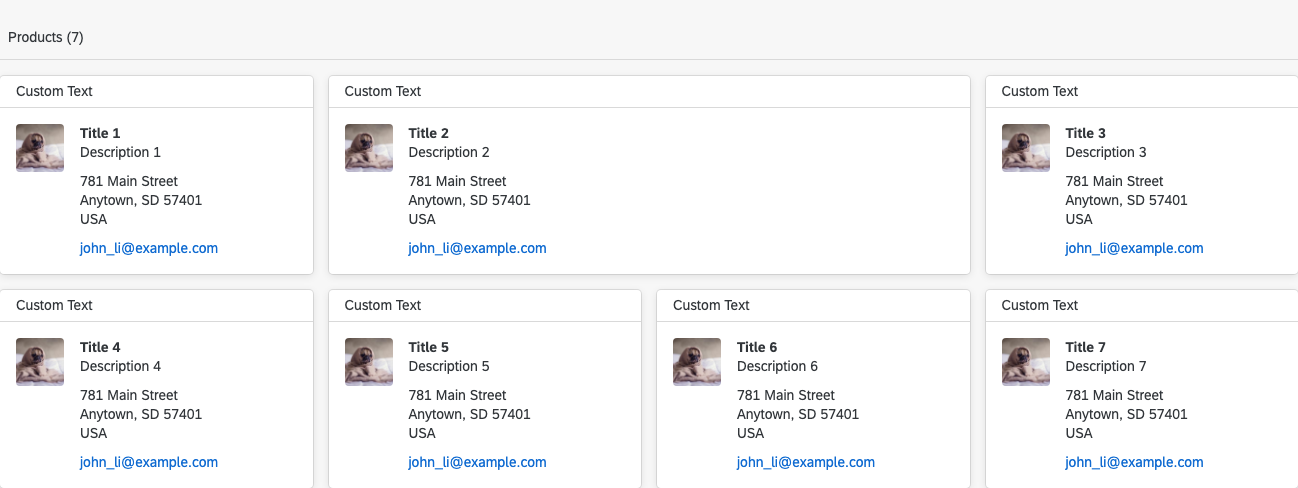 Products (7)
Custom Text
Title 1
Description 1
781 Main Street
Anytown, SD 57401
USA
john_li@example.com
Custom Text
Title 2
Description 2
781 Main Street
Anytown, SD 57401
USA
john_li@example.com
Custom Text
Title 3
Description 3
781 Main Street
Anytown, SD 57401
USA
john_li@example.com
Custom Text
Title 4
Description 4
781 Main Street
Anytown, SD 57401
USA
john_li@example.com
Custom Text
Title 5
Description 5
781 Main Street
Anytown, SD 57401
USA
john_li@example.com
Custom Text
Title 6
Description 6
781 Main Street
Anytown, SD 57401
USA
john_li@example.com
Custom Text
Title 7
Description 7
781 Main Street
Anytown, SD 57401
USA
john_li@example.com